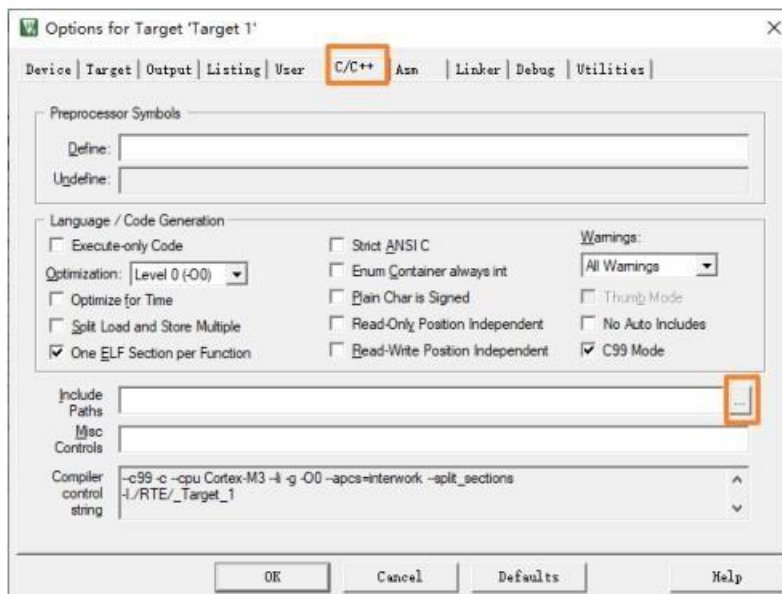 Options for Target 'Target 1'
Device | Target | Output | Listing | User C/C++ Asm | Linker | Debug | Utilities |
Preprocessor Symbols
Define:
Undefine:
Language / Code Generation
Execute-only Code
Optimization: Level 0 (-O0)
Optimize for Time
Split Load and Store Multiple
One ELF Section per Function
Strict ANSI C
Enum Container always int
Plain Char is Signed
Read-Only Position Independent
Read-Write Position Independent
Warnings:
All Warnings
Thumb Mode
No Auto Includes
C99 Mode
Include
Paths
...
Misc
Controls
Compiler
control
string
--c99 -c --cpu Cortex-M3 --li -g -O0 --apcs=interwork --split_sections
-I./RTE/_Target_1
OK Cancel Defaults Help